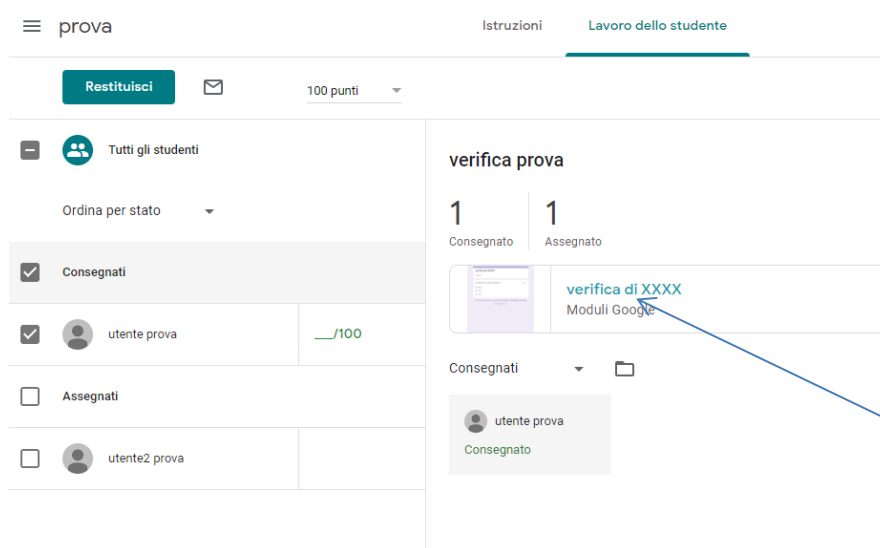 prova
Istruzioni
Lavoro dello studente
Restituisci
100 punti
Tutti gli studenti
Ordina per stato
Consegnati
utente prova
___/100
Assegnati
utente2 prova
verifica prova
1
1
Consegnato
Assegnato
verifica di XXXX
Moduli Google
Consegnati
utente prova
Consegnato